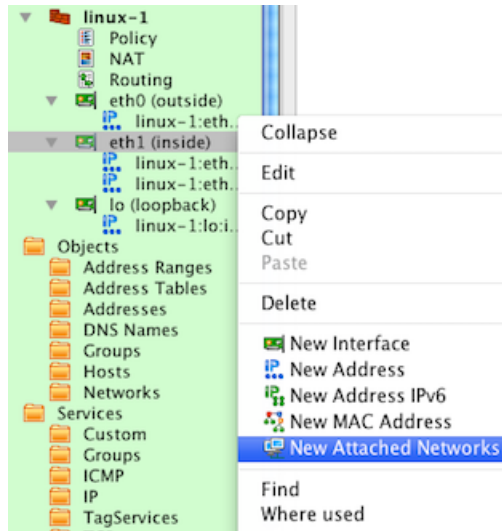 linux-1
Policy
NAT
Routing
eth0 (outside)
linux-1:eth..
eth1 (inside)
linux-1:eth..
linux-1:eth..
lo (loopback)
linux-1:lo:i..
Objects
Address Ranges
Address Tables
Addresses
DNS Names
Groups
Hosts
Networks
Services
Custom
Groups
ICMP
IP
TagServices
Collapse
Edit
Copy
Cut
Paste
Delete
New Interface
New Address
New Address IPv6
New MAC Address
New Attached Networks
Find
Where used